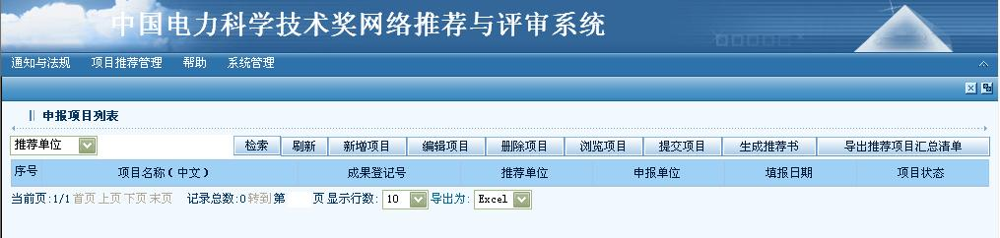 中国电力科学技术奖网络推荐与评审系统
通知与法规 项目推荐管理 帮助 系统管理
申报项目列表
推荐单位 检索 刷新 新增项目 编辑项目 删除项目 浏览项目 提交项目 生成推荐书 导出推荐项目汇总清单
序号 项目名称（中文） 成果登记号 推荐单位 申报单位 填报日期 项目状态
当前页:1/1 首页 上页 下页 末页 记录总数:0 转到 第 页 显示行数: 10 导出为: Excel